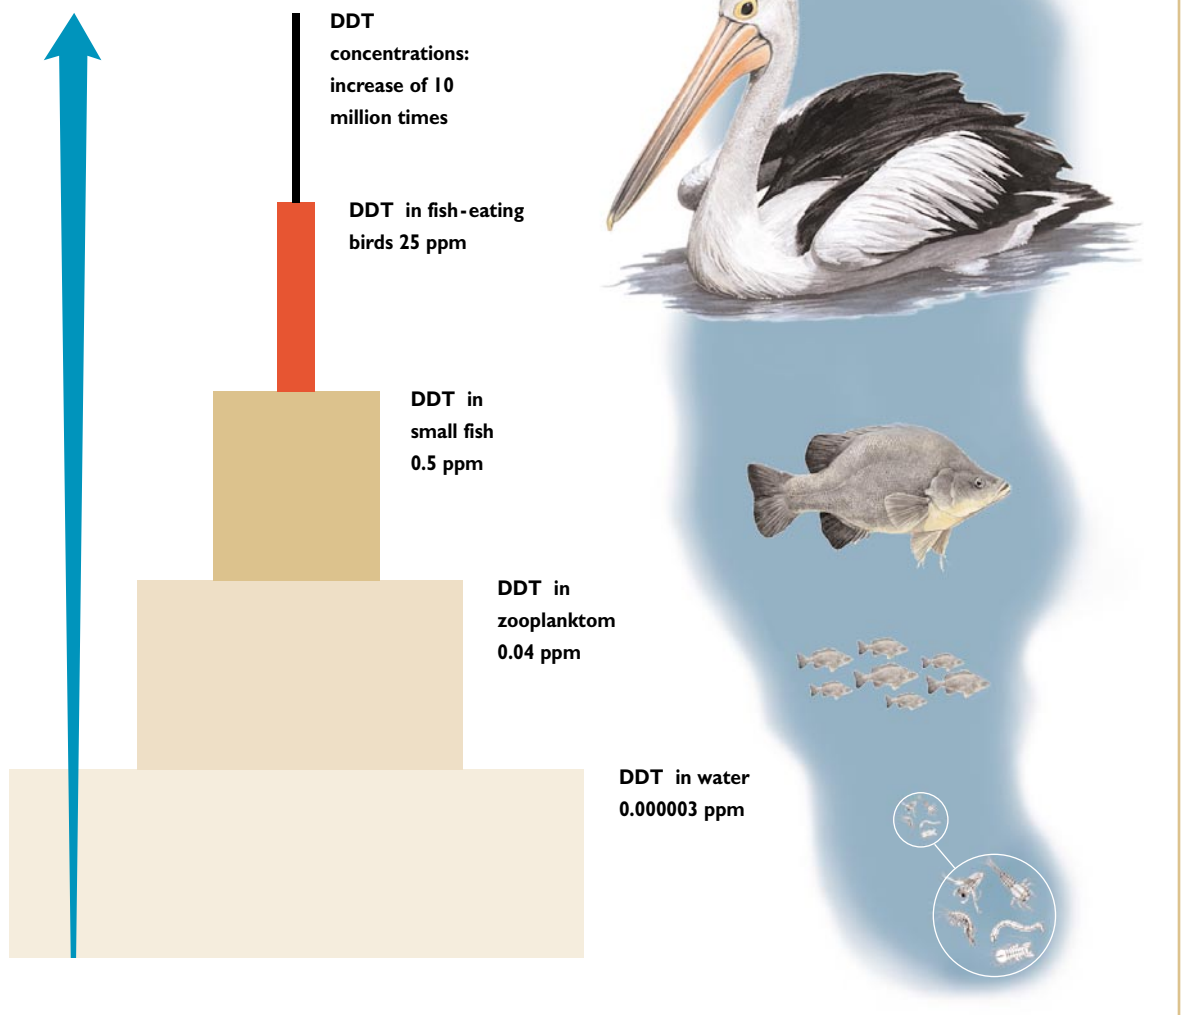 DDT
concentrations:
increase of 10
million times
DDT in fish-eating
birds 25 ppm
DDT in
small fish
0.5 ppm
DDT in
zooplanktom
0.04 ppm
DDT in water
0.000003 ppm